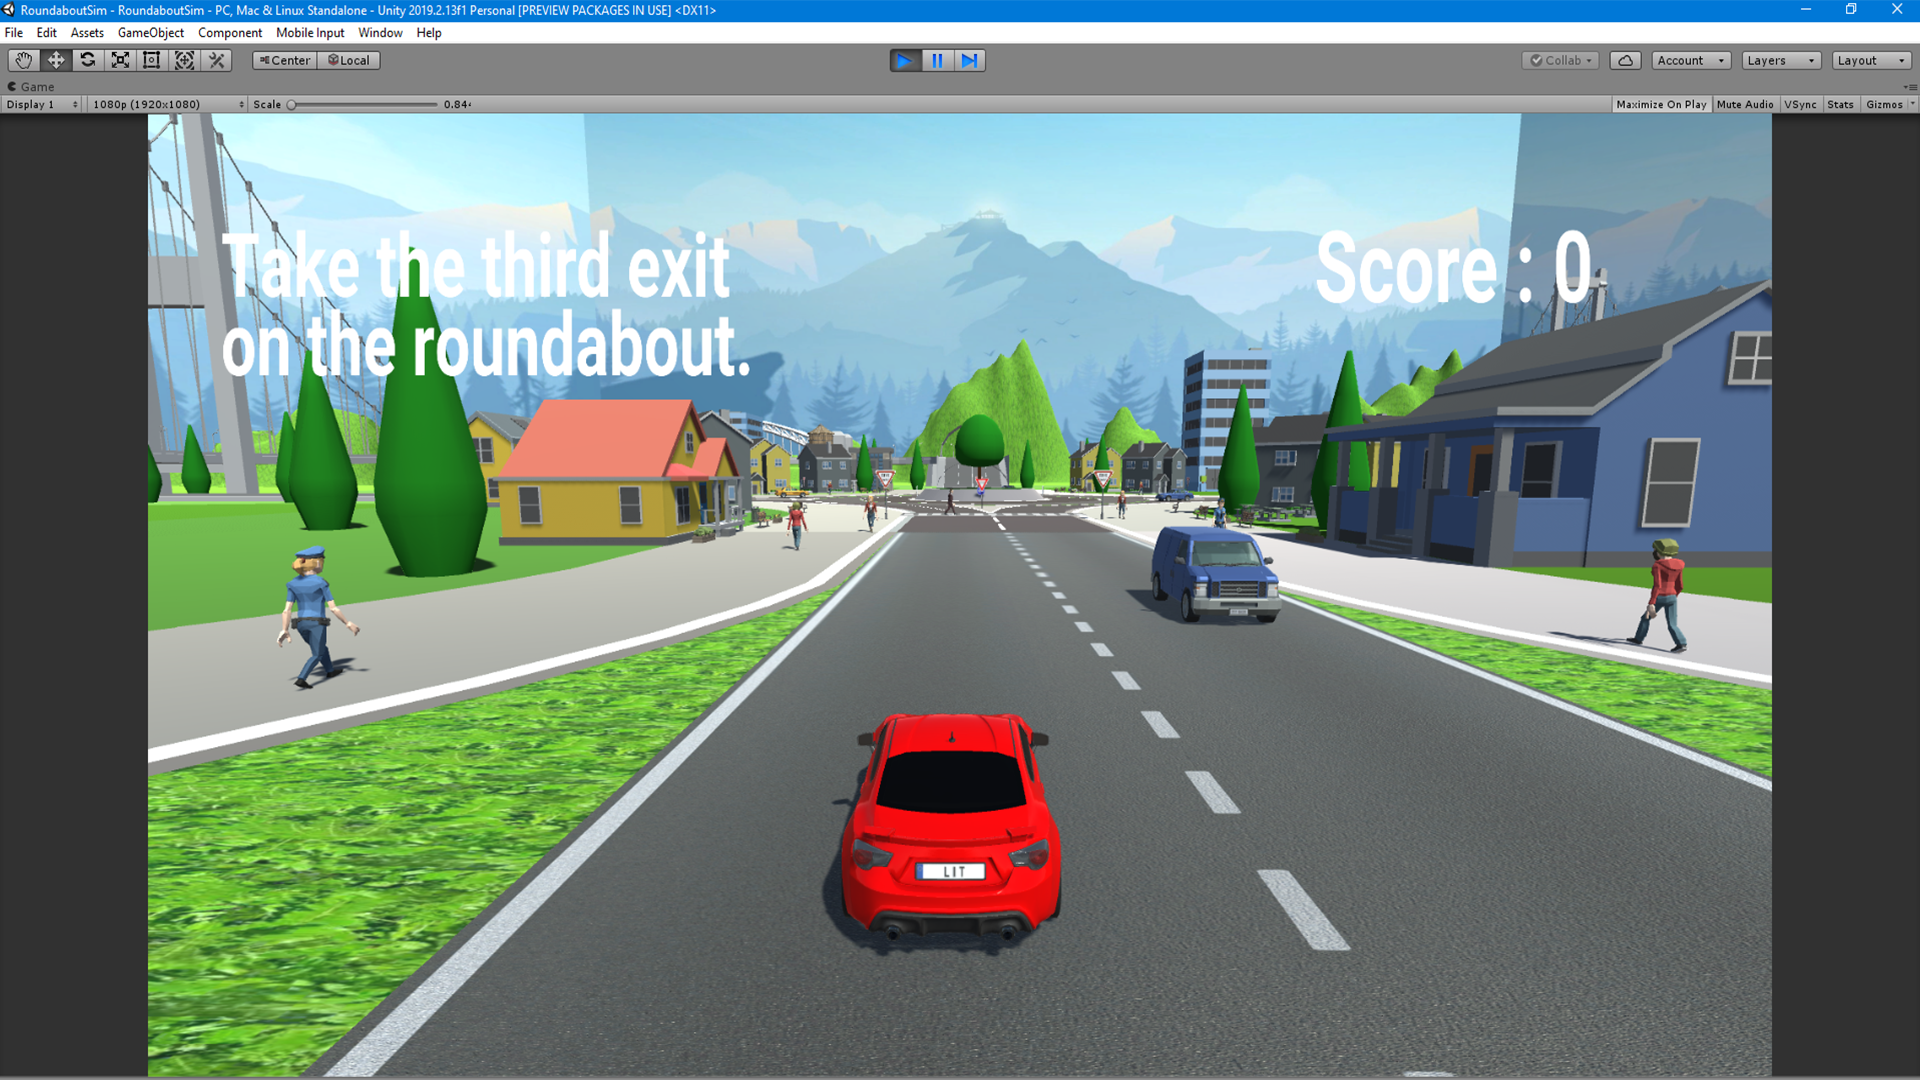 RoundaboutSim - RoundaboutSim - PC, Mac & Linux Standalone - Unity 2019.2.13f1 Personal [PREVIEW PACKAGES IN USE] <DX11>
File Edit Assets GameObject Component Mobile Input Window Help
Center Local Collab Account Layers Layout
Game
Display 1 1080p (1920x1080) Scale 0.84 Maximize On Play Mute Audio VSync Stats Gizmos
Take the third exit
on the roundabout.
Score : 0
LIT